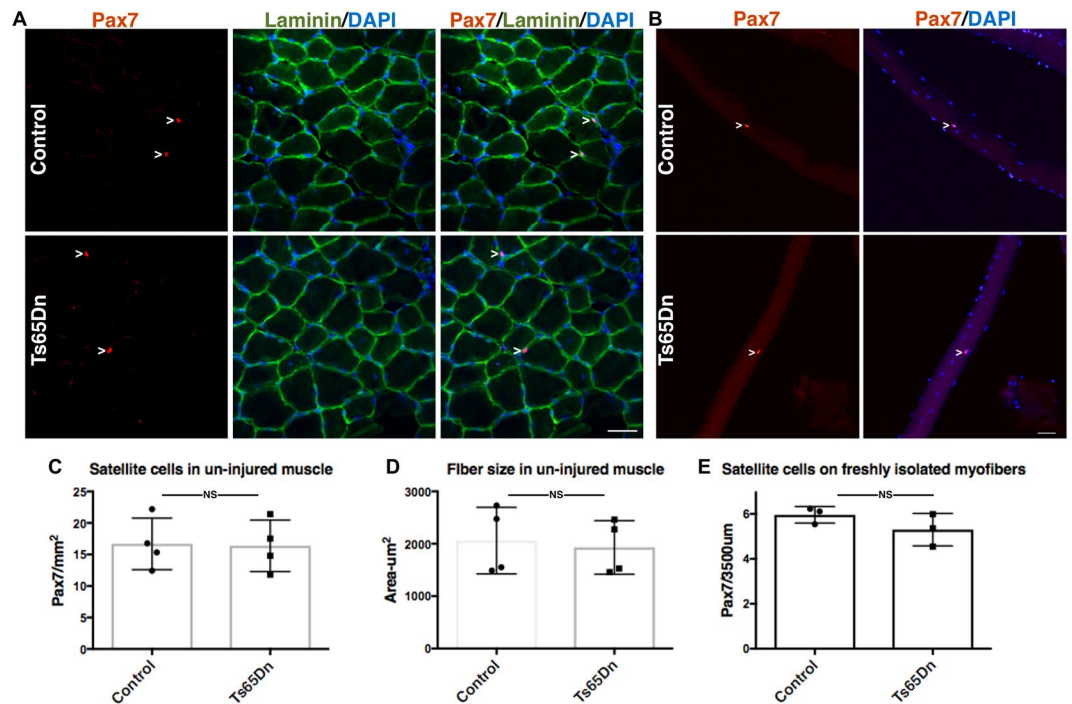 A
Pax7
Laminin/DAPI
Pax7/Laminin/DAPI
B
Pax7
Pax7/DAPI
Control
>
>
>
>
Control
>
>
Ts65Dn
>
>
>
>
Ts65Dn
>
>
C
Satellite cells in un-injured muscle
NS
25
20
15
10
5
0
Pax7/mm²
Control
Ts65Dn
D
FIber size in un-injured muscle
NS
3000
2000
1000
0
Area-um²
Control
Ts65Dn
E
Satellite cells on freshly isolated myofibers
NS
6
4
2
0
Pax7/3500um
Control
Ts65Dn